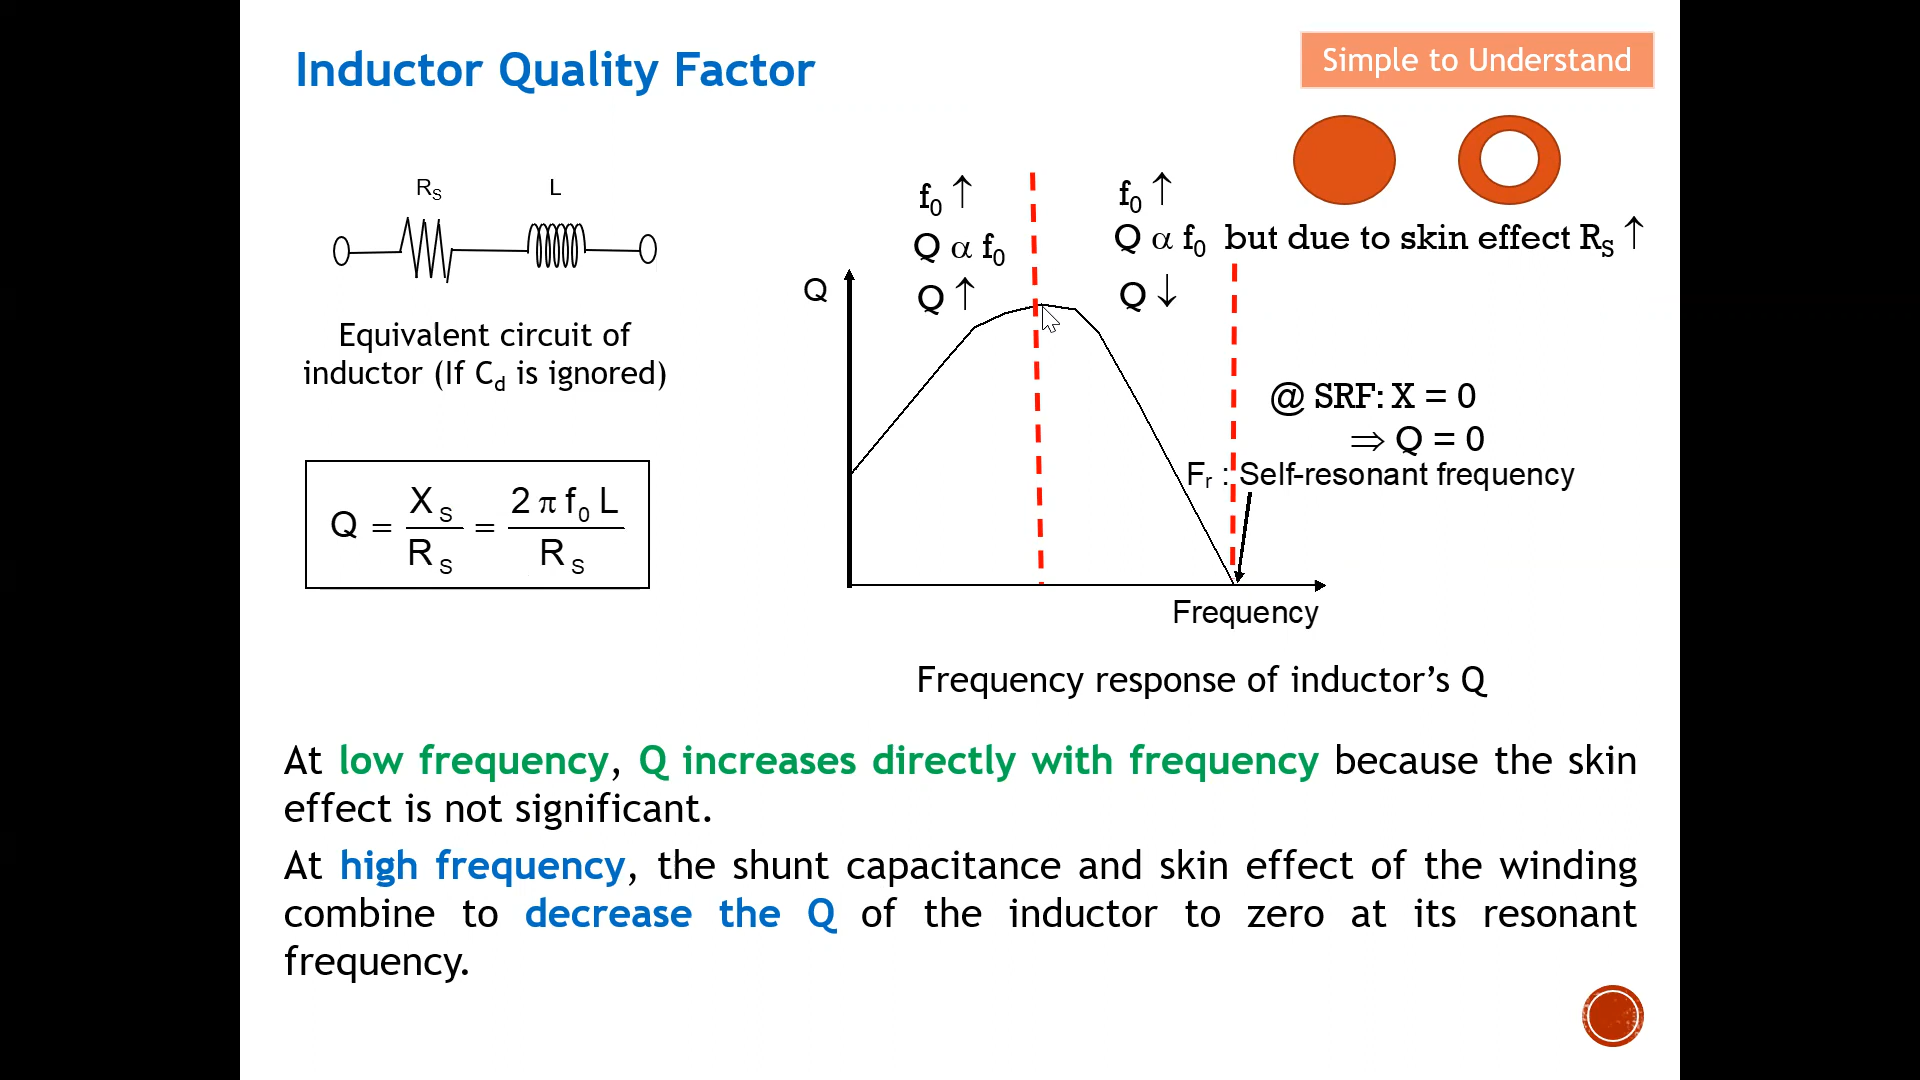 Inductor Quality Factor
Simple to Understand
R_S L
Equivalent circuit of
inductor (If C_d is ignored)
Q = X_S / R_S = 2 π f_0 L / R_S
f_0 ↑
Q α f_0
Q ↑
f_0 ↑
Q α f_0 but due to skin effect R_S ↑
Q ↓
Q
@ SRF: X = 0
⇒ Q = 0
F_r : Self-resonant frequency
Frequency
Frequency response of inductor’s Q
At low frequency, Q increases directly with frequency because the skin
effect is not significant.
At high frequency, the shunt capacitance and skin effect of the winding
combine to decrease the Q of the inductor to zero at its resonant
frequency.